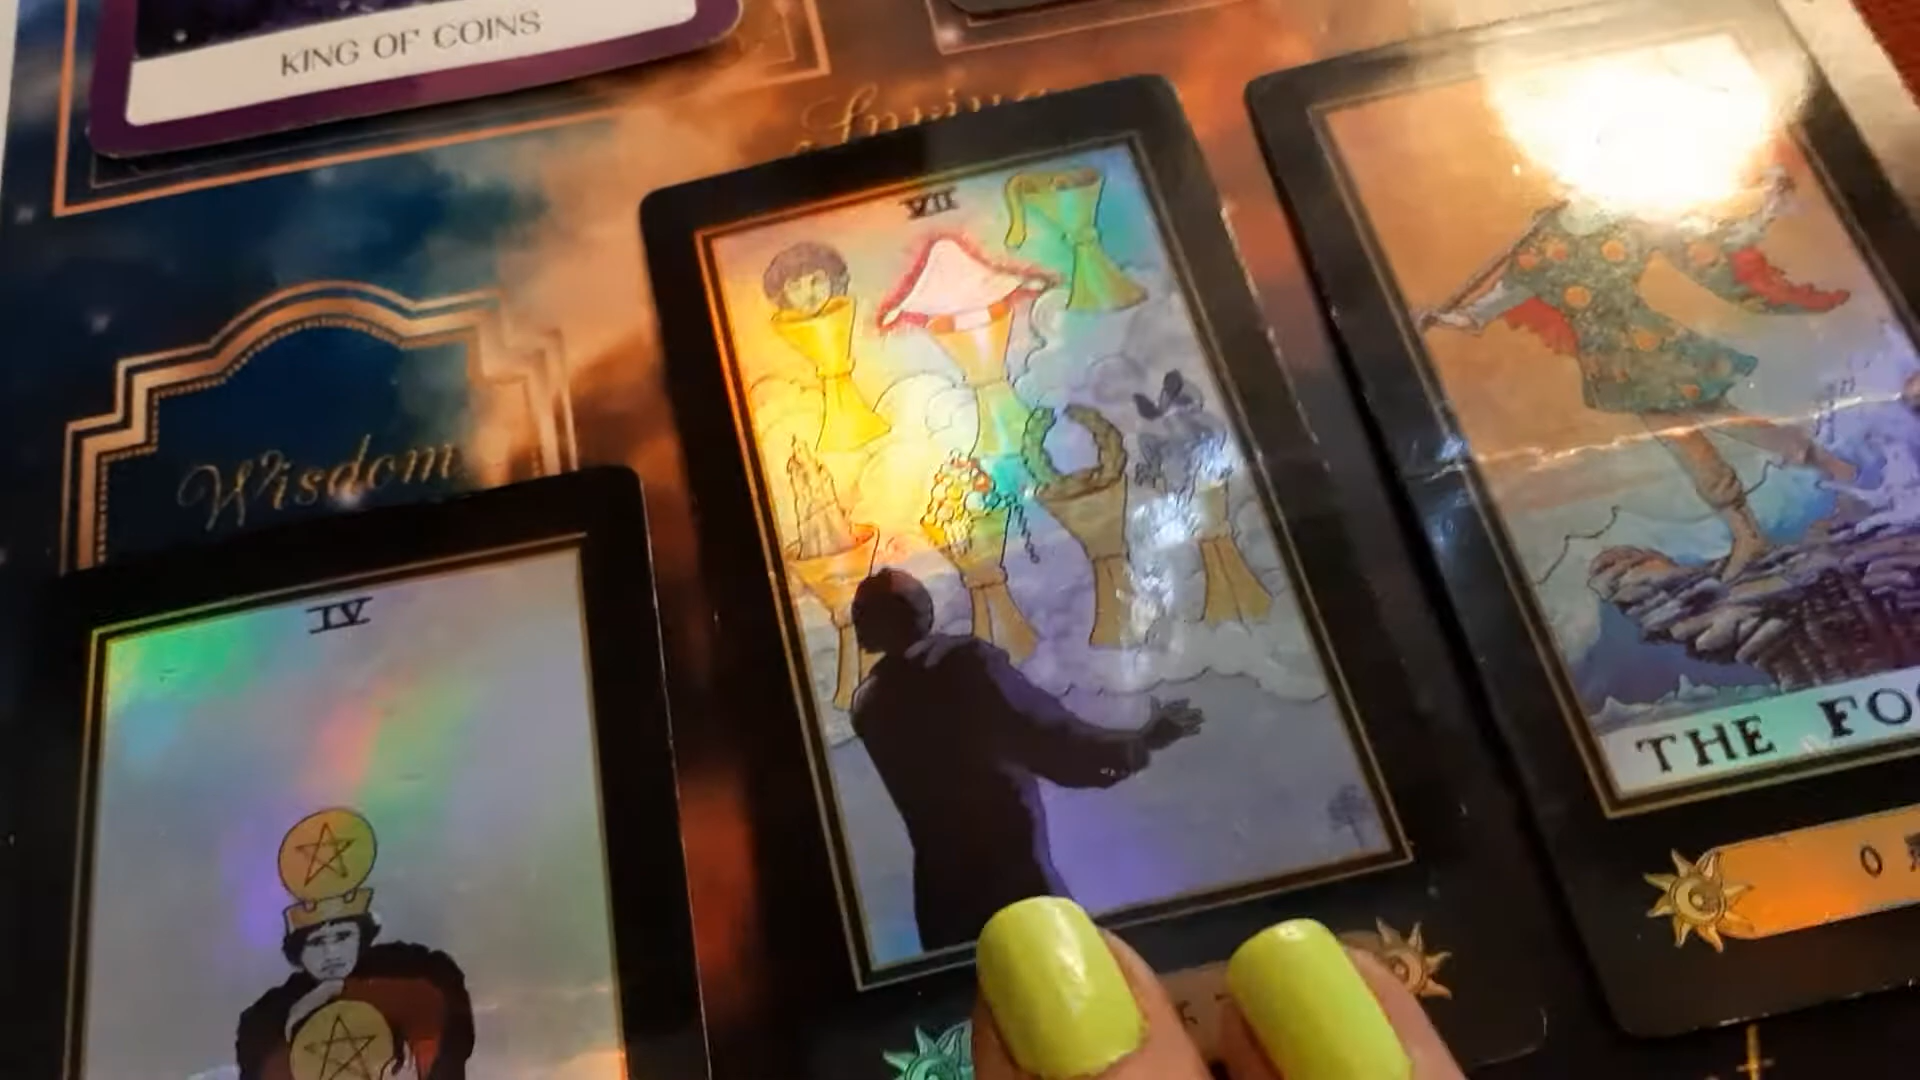 KING OF COINS
VII
Wisdom
IV
THE FO
0